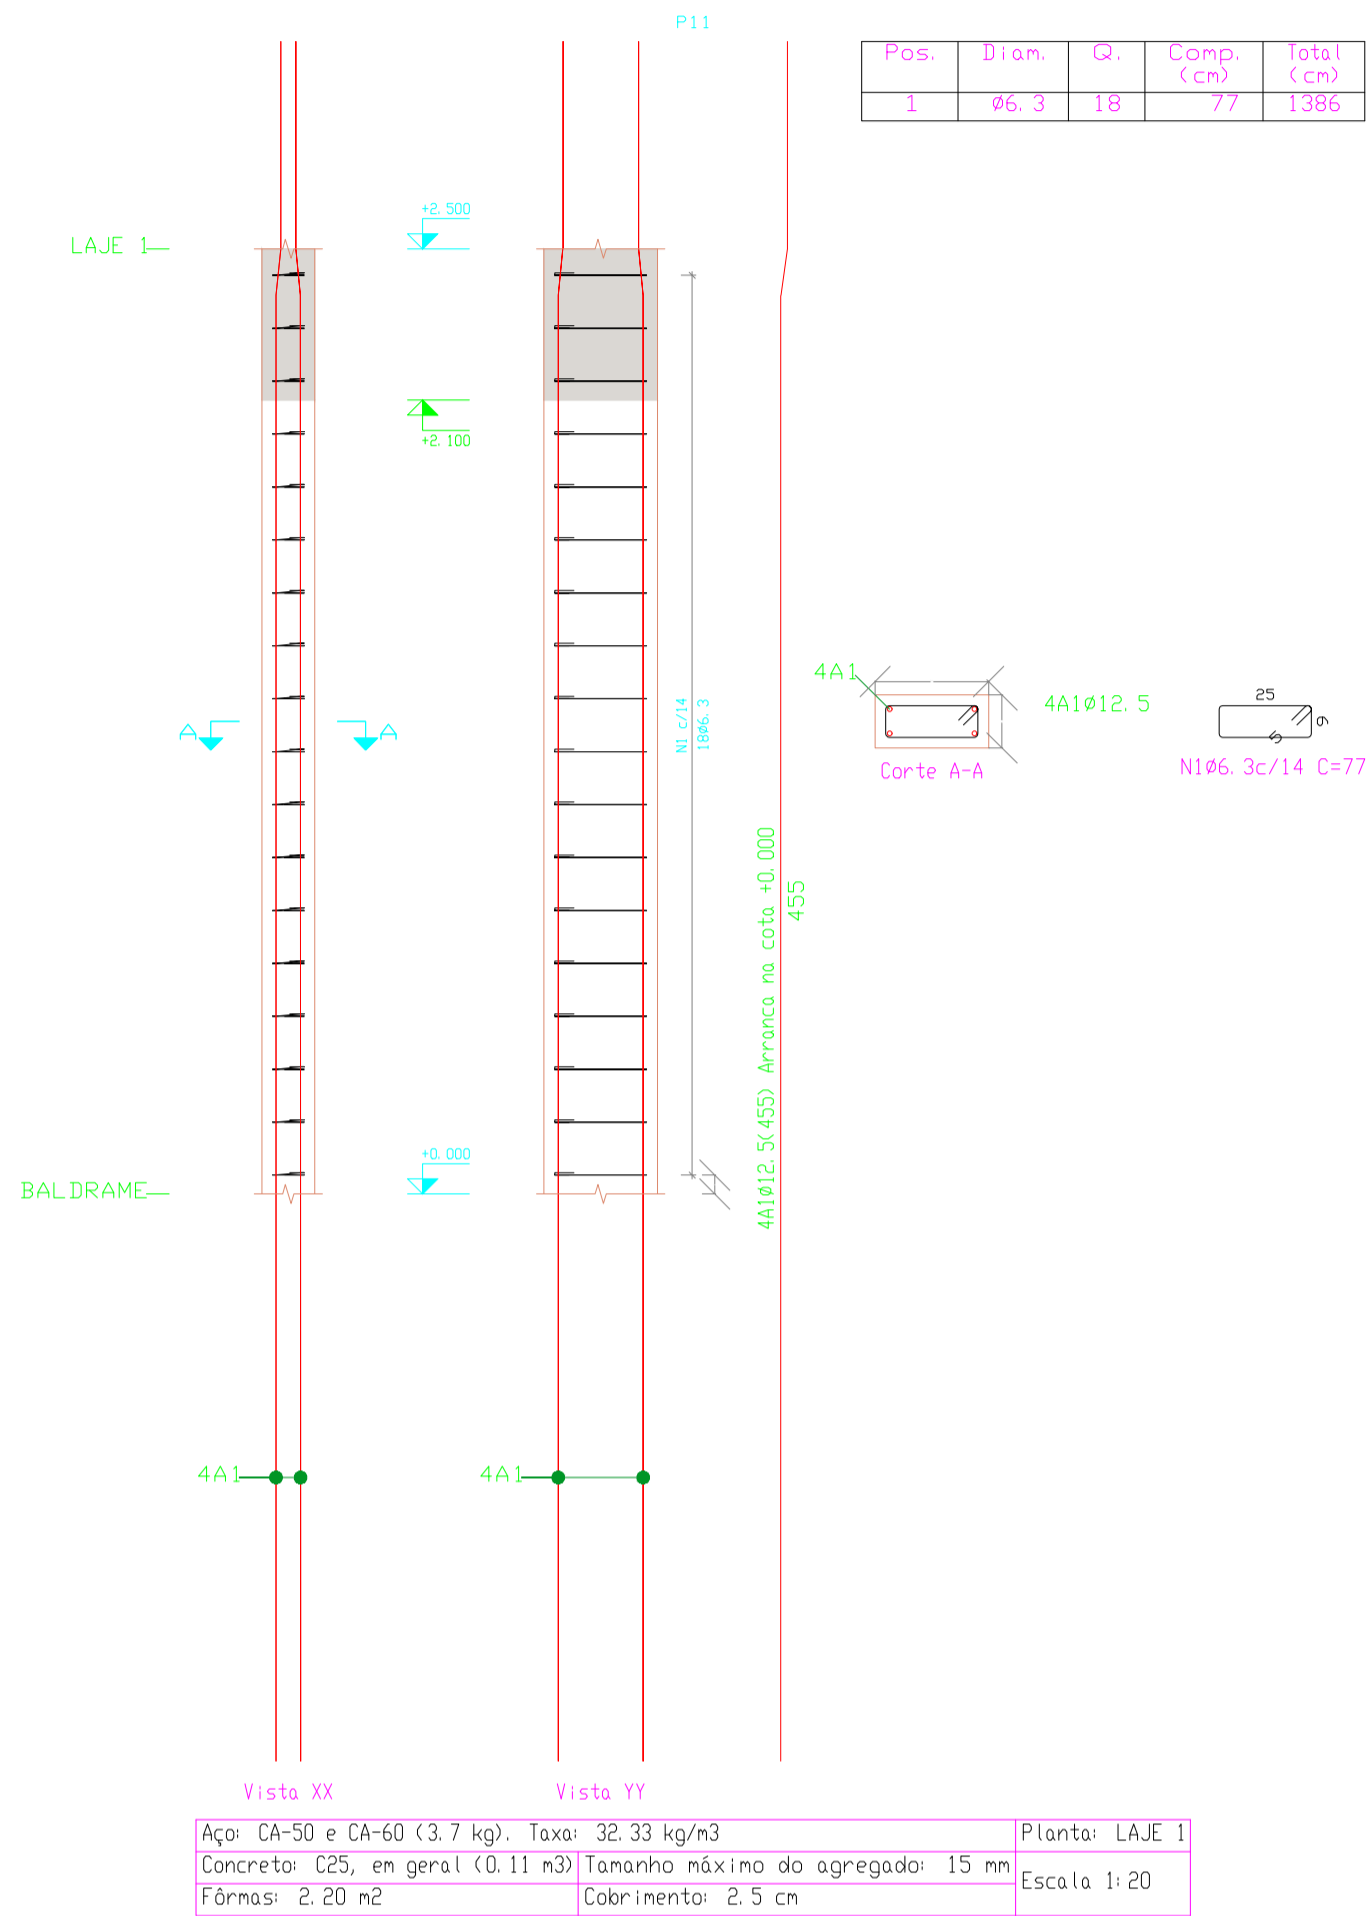 P11
Pos. Diam. Q. Comp. (cm) Total (cm)
1 Ø6.3 18 77 1386
+2.500
LAJE 1
+2.100
A A
N1 c/14
18Ø6.3
4A1Ø12.5(455) Arranca na cota +0.000
455
4A1
4A1Ø12.5
Corte A-A
25
9
5
N1Ø6.3c/14 C=77
+0.000
BALDRAME
4A1 4A1
Vista XX Vista YY
Aço: CA-50 e CA-60 (3.7 kg). Taxa: 32.33 kg/m3 Planta: LAJE 1
Concreto: C25, em geral (0.11 m3) Tamanho máximo do agregado: 15 mm Escala 1:20
Fôrmas: 2.20 m2 Cobrimento: 2.5 cm